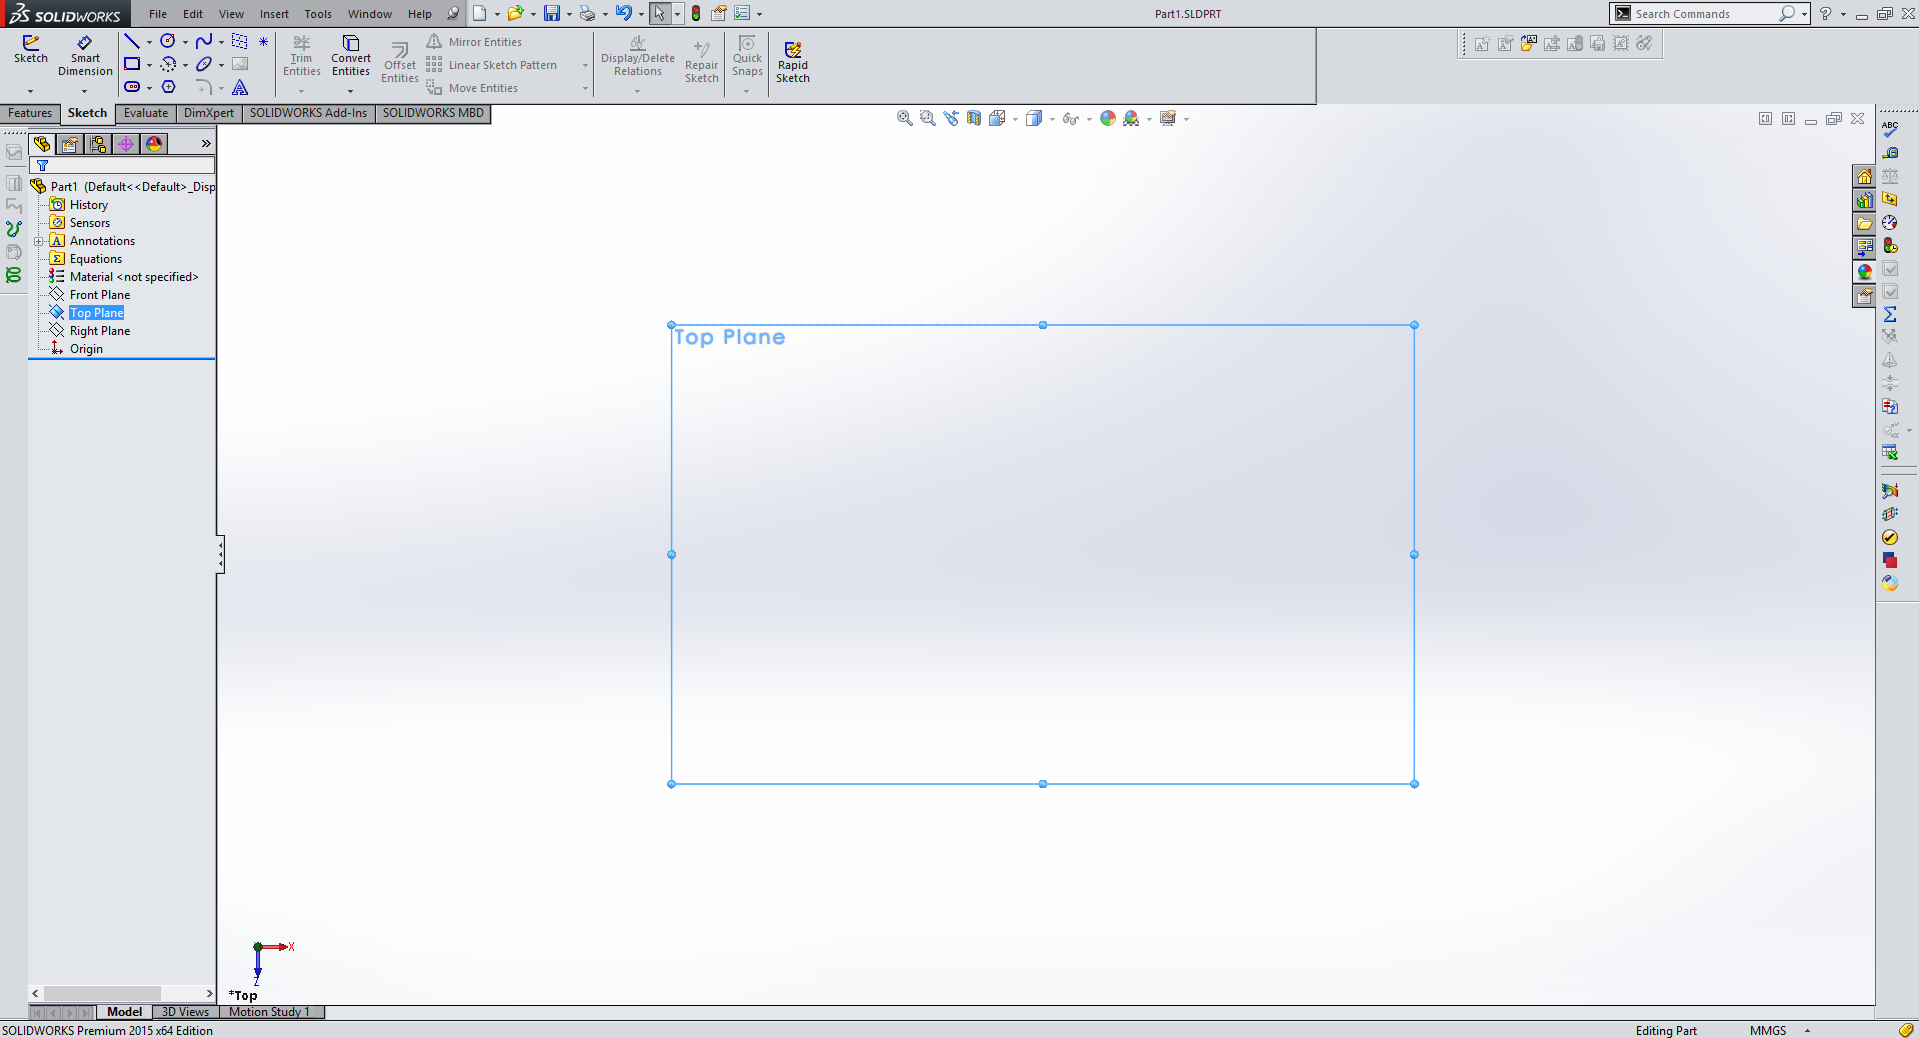 SOLIDWORKS File Edit View Insert Tools Window Help Part1.SLDPRT Search Commands ?
Sketch Smart Dimension Trim Entities Convert Entities Offset Entities Mirror Entities Linear Sketch Pattern Move Entities Display/Delete Relations Repair Sketch Quick Snaps Rapid Sketch
Features Sketch Evaluate DimXpert SOLIDWORKS Add-Ins SOLIDWORKS MBD
ABC
Part1 (Default<<Default>_Disp
History
Sensors
Annotations
Equations
Material <not specified>
Front Plane
Top Plane
Right Plane
Origin
Top Plane
X
Z
*Top
Model 3D Views Motion Study 1
SOLIDWORKS Premium 2015 x64 Edition Editing Part MMGS